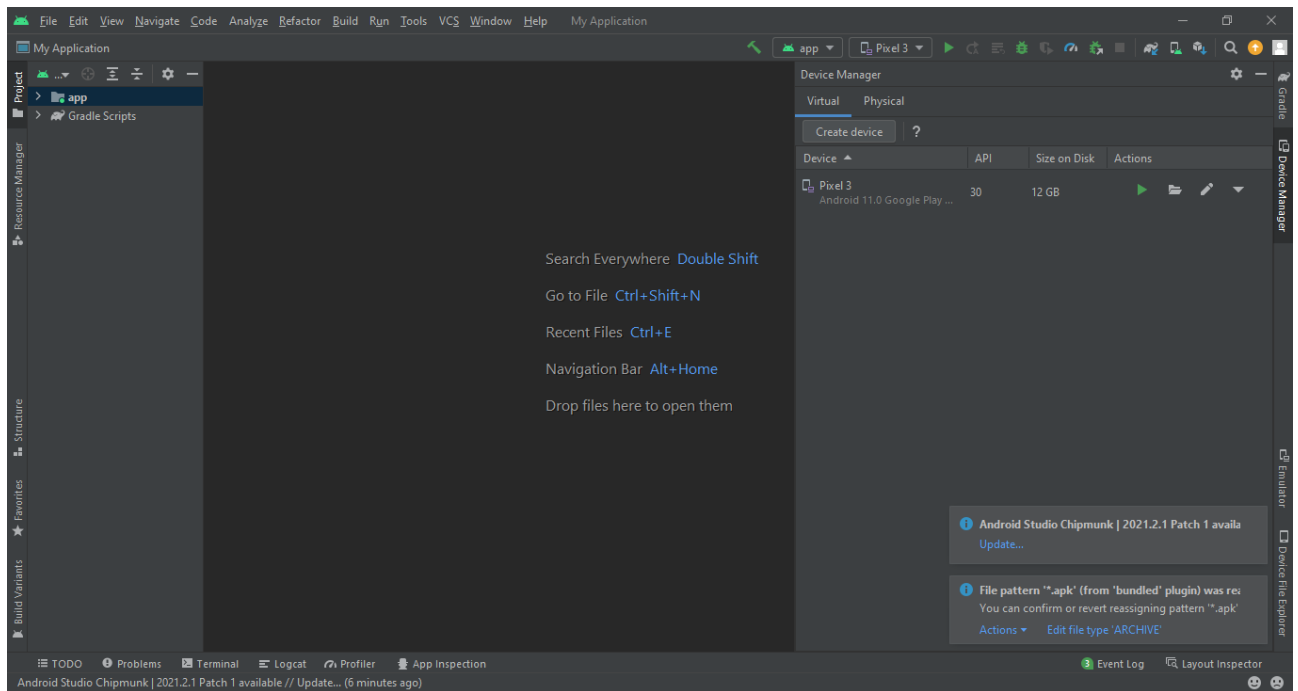 File Edit View Navigate Code Analyze Refactor Build Run Tools VCS Window Help My Application
My Application
app Pixel 3
Project
Resource Manager
Structure
Favorites
Build Variants
...
app
Gradle Scripts
Search Everywhere Double Shift
Go to File Ctrl+Shift+N
Recent Files Ctrl+E
Navigation Bar Alt+Home
Drop files here to open them
Device Manager
Virtual Physical
Create device ?
Device API Size on Disk Actions
Pixel 3
Android 11.0 Google Play ...
30 12 GB
Android Studio Chipmunk | 2021.2.1 Patch 1 availa
Update...
File pattern '*.apk' (from 'bundled' plugin) was rea
You can confirm or revert reassigning pattern '*.apk'
Actions Edit file type 'ARCHIVE'
Gradle
Device Manager
Emulator
Device File Explorer
TODO Problems Terminal Logcat Profiler App Inspection 3 Event Log Layout Inspector
Android Studio Chipmunk | 2021.2.1 Patch 1 available // Update... (6 minutes ago)